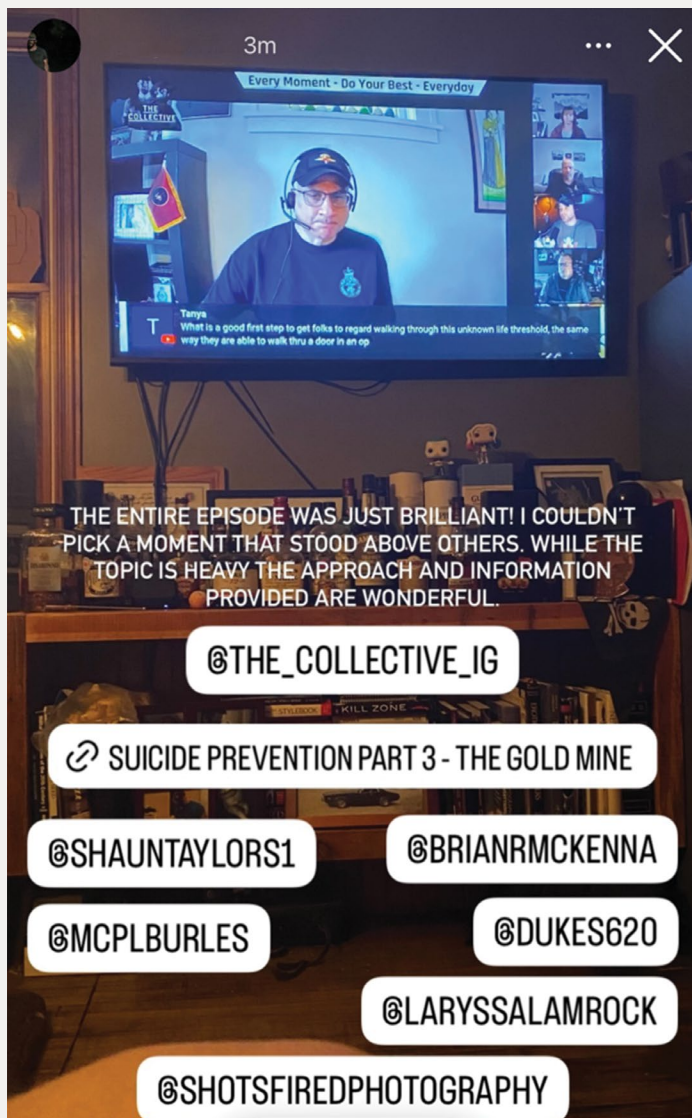 3m
Every Moment - Do Your Best - Everyday
THE
COLLECTIVE
T
Tanya
What is a good first step to get folks to regard walking through this unknown life threshold, the same
way they are able to walk thru a door in an op
THE ENTIRE EPISODE WAS JUST BRILLIANT! I COULDN'T
PICK A MOMENT THAT STOOD ABOVE OTHERS. WHILE THE
TOPIC IS HEAVY THE APPROACH AND INFORMATION
PROVIDED ARE WONDERFUL.
@THE_COLLECTIVE_IG
STYLEBOOK
KILL ZONE
SUICIDE PREVENTION PART 3 - THE GOLD MINE
@SHAUNTAYLORS1
@BRIANRMCKENNA
@MCPLBURLES
@DUKES620
@LARYSSALAMROCK
@SHOTSFIREDPHOTOGRAPHY